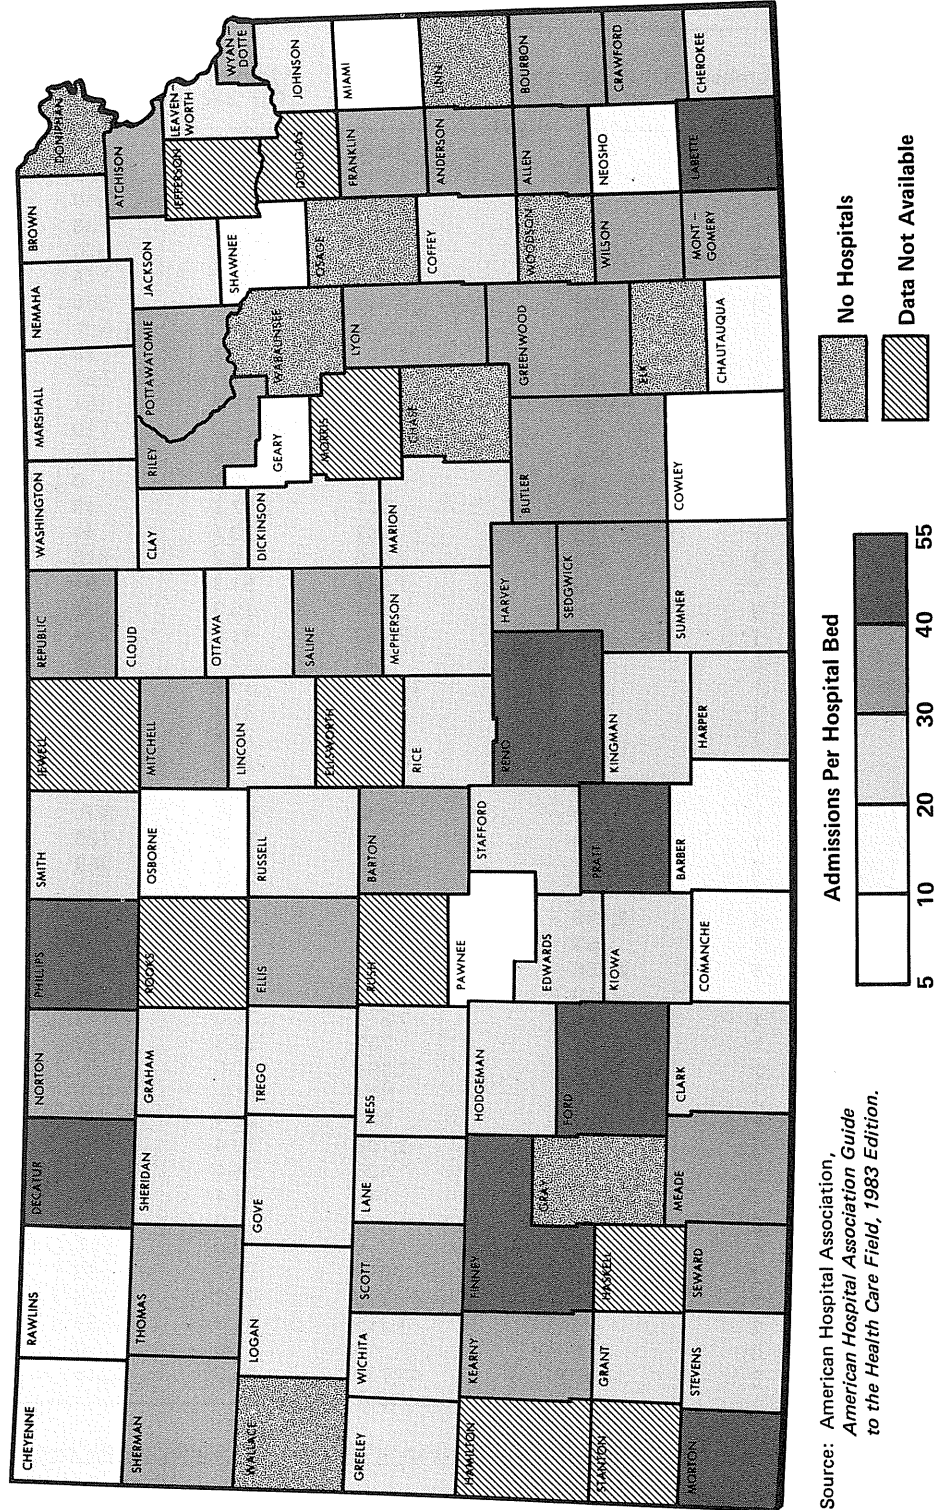 CHEYENNE
RAWLINS
DECATUR
NORTON
PHILLIPS
SMITH
JEWELL
REPUBLIC
WASHINGTON
MARSHALL
NEMAHA
BROWN
DONIPHAN
SHERMAN
THOMAS
SHERIDAN
GRAHAM
ROOKS
OSBORNE
MITCHELL
CLOUD
CLAY
RILEY
POTTAWATOMIE
JACKSON
ATCHISON
JEFFERSON
LEAVEN-
WORTH
WYAN-
DOTTE
WALLACE
LOGAN
GOVE
TREGO
ELLIS
RUSSELL
LINCOLN
OTTAWA
DICKINSON
GEARY
WABAUNSEE
SHAWNEE
DOUGLAS
JOHNSON
GREELEY
WICHITA
SCOTT
LANE
NESS
RUSH
BARTON
ELLSWORTH
SALINE
MORRIS
LYON
OSAGE
FRANKLIN
MIAMI
HAMILTON
KEARNY
FINNEY
HODGEMAN
PAWNEE
STAFFORD
RICE
McPHERSON
MARION
CHASE
COFFEY
ANDERSON
LINN
GRAY
FORD
EDWARDS
RENO
HARVEY
BUTLER
GREENWOOD
WOODSON
ALLEN
BOURBON
STANTON
GRANT
HASKELL
KIOWA
PRATT
KINGMAN
SEDGWICK
ELK
WILSON
NEOSHO
CRAWFORD
MORTON
STEVENS
SEWARD
MEADE
CLARK
COMANCHE
BARBER
HARPER
SUMNER
COWLEY
CHAUTAUQUA
MONT-
GOMERY
LABETTE
CHEROKEE
Source: American Hospital Association,
American Hospital Association Guide
to the Health Care Field, 1983 Edition.
Admissions Per Hospital Bed
5 10 20 30 40 55
No Hospitals
Data Not Available